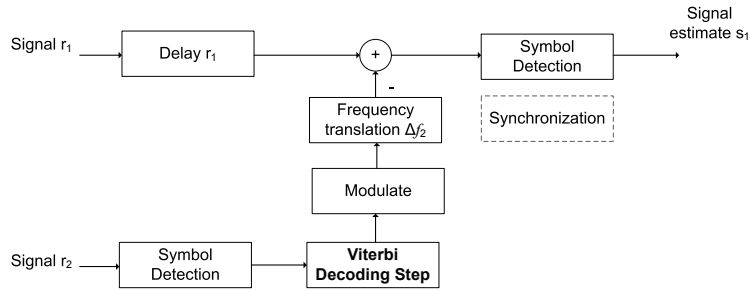 Signal r₁
Delay r₁
+
Symbol
Detection
Signal
estimate s₁
-
Frequency
translation Δf₂
Synchronization
Modulate
Signal r₂
Symbol
Detection
Viterbi
Decoding Step